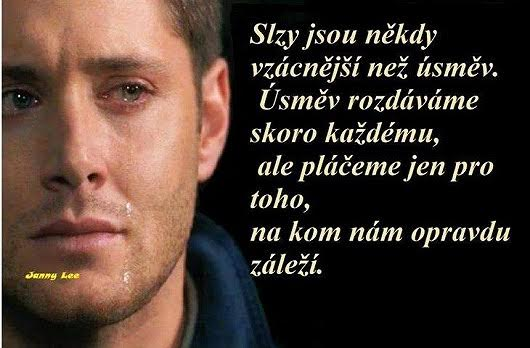 Slzy jsou někdy
vzácnější než úsměv.
Úsměv rozdáváme
skoro každému,
ale pláčeme jen pro
toho,
na kom nám opravdu
záleží.
Janny Lee